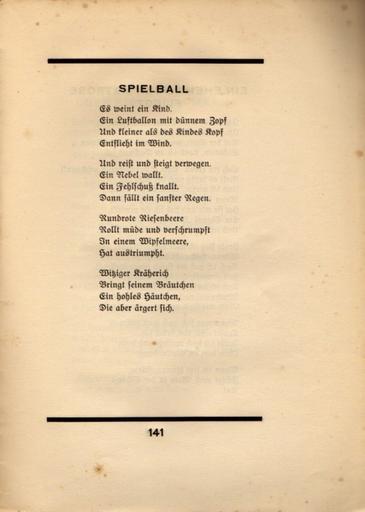 SPIELBALL
Es weint ein Kind.
Ein Luftballon mit dünnem Zopf
Und kleiner als des Kindes Kopf
Entflieht im Wind.
Und reist und steigt verwegen.
Ein Nebel wallt.
Ein Fehlschuß knallt.
Dann fällt ein sanfter Regen.
Rundrote Riesenbeere
Rollt müde und verschrumpft
In einem Wipfelmeere,
Hat austriumpht.
Witziger Kräherich
Bringt seinem Bräutchen
Ein hohles Häutchen,
Die aber ärgert sich.
141